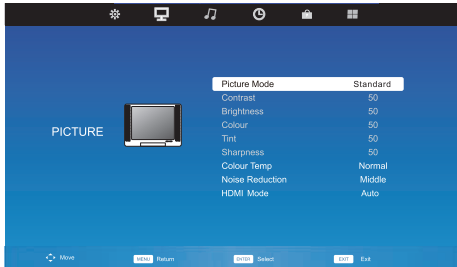 PICTURE
Picture Mode Standard
Contrast 50
Brightness 50
Colour 50
Tint 50
Sharpness 50
Colour Temp Normal
Noise Reduction Middle
HDMI Mode Auto
Move MENU Return ENTER Select EXIT Exit